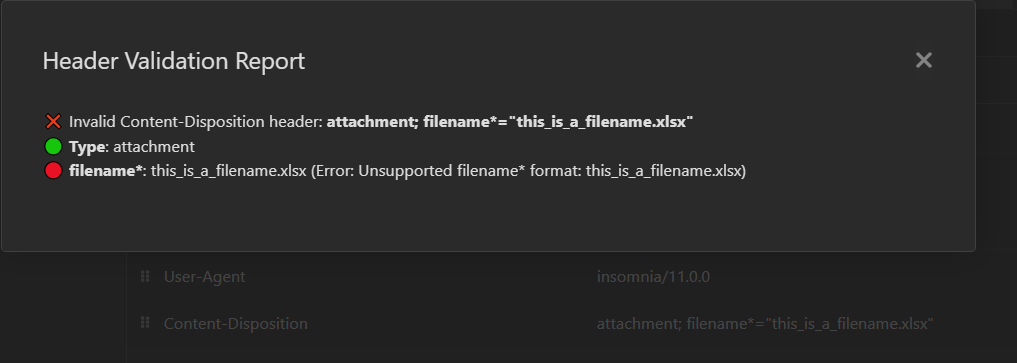 Header Validation Report
Invalid Content-Disposition header: attachment; filename*="this_is_a_filename.xlsx"
Type: attachment
filename*: this_is_a_filename.xlsx (Error: Unsupported filename* format: this_is_a_filename.xlsx)
User-Agent insomnia/11.0.0
Content-Disposition attachment; filename*="this_is_a_filename.xlsx"